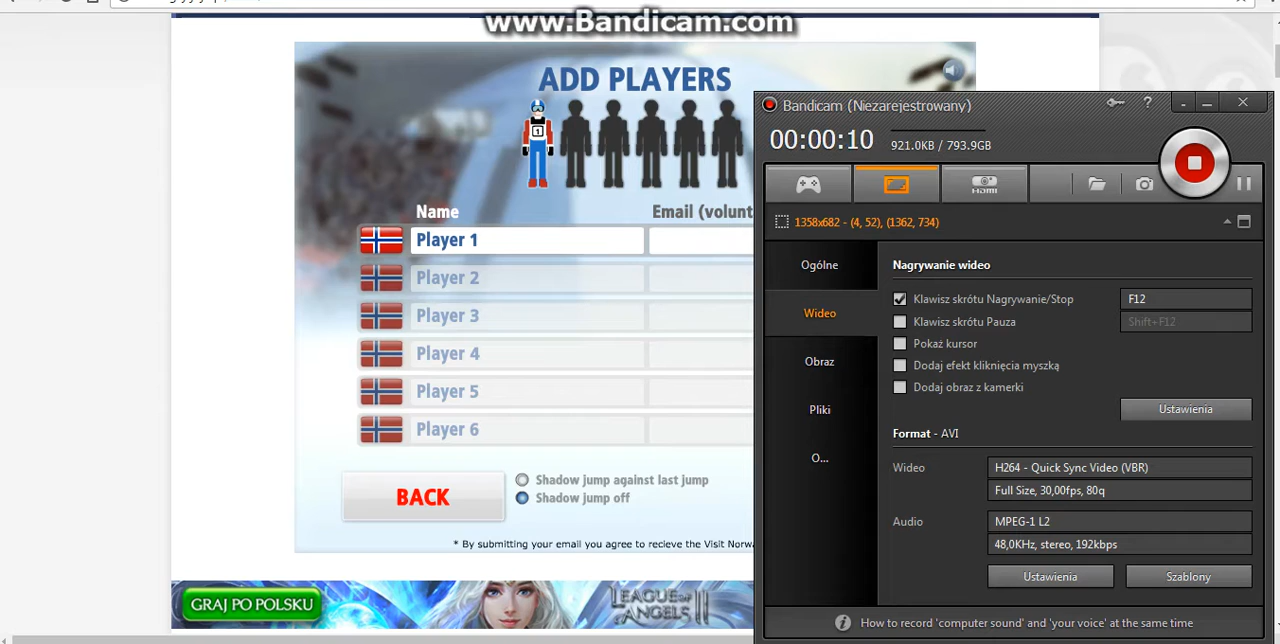 www.Bandicam.com
ADD PLAYERS
1
Name
Email (volunt
Player 1
Player 2
Player 3
Player 4
Player 5
Player 6
BACK
Shadow jump against last jump
Shadow jump off
* By submitting your email you agree to recieve the Visit Norw
GRAJ PO POLSKU
LEAGUE OF
ANGELS II
Bandicam (Niezarejestrowany)
?
00:00:10
921.0KB / 793.9GB
HDMI
1358x682 - (4, 52), (1362, 734)
Ogólne
Wideo
Obraz
Pliki
O...
Nagrywanie wideo
Klawisz skrótu Nagrywanie/Stop
F12
Klawisz skrótu Pauza
Shift+F12
Pokaż kursor
Dodaj efekt kliknięcia myszką
Dodaj obraz z kamerki
Ustawienia
Format - AVI
Wideo
H264 - Quick Sync Video (VBR)
Full Size, 30,00fps, 80q
Audio
MPEG-1 L2
48,0KHz, stereo, 192kbps
Ustawienia
Szablony
How to record 'computer sound' and 'your voice' at the same time